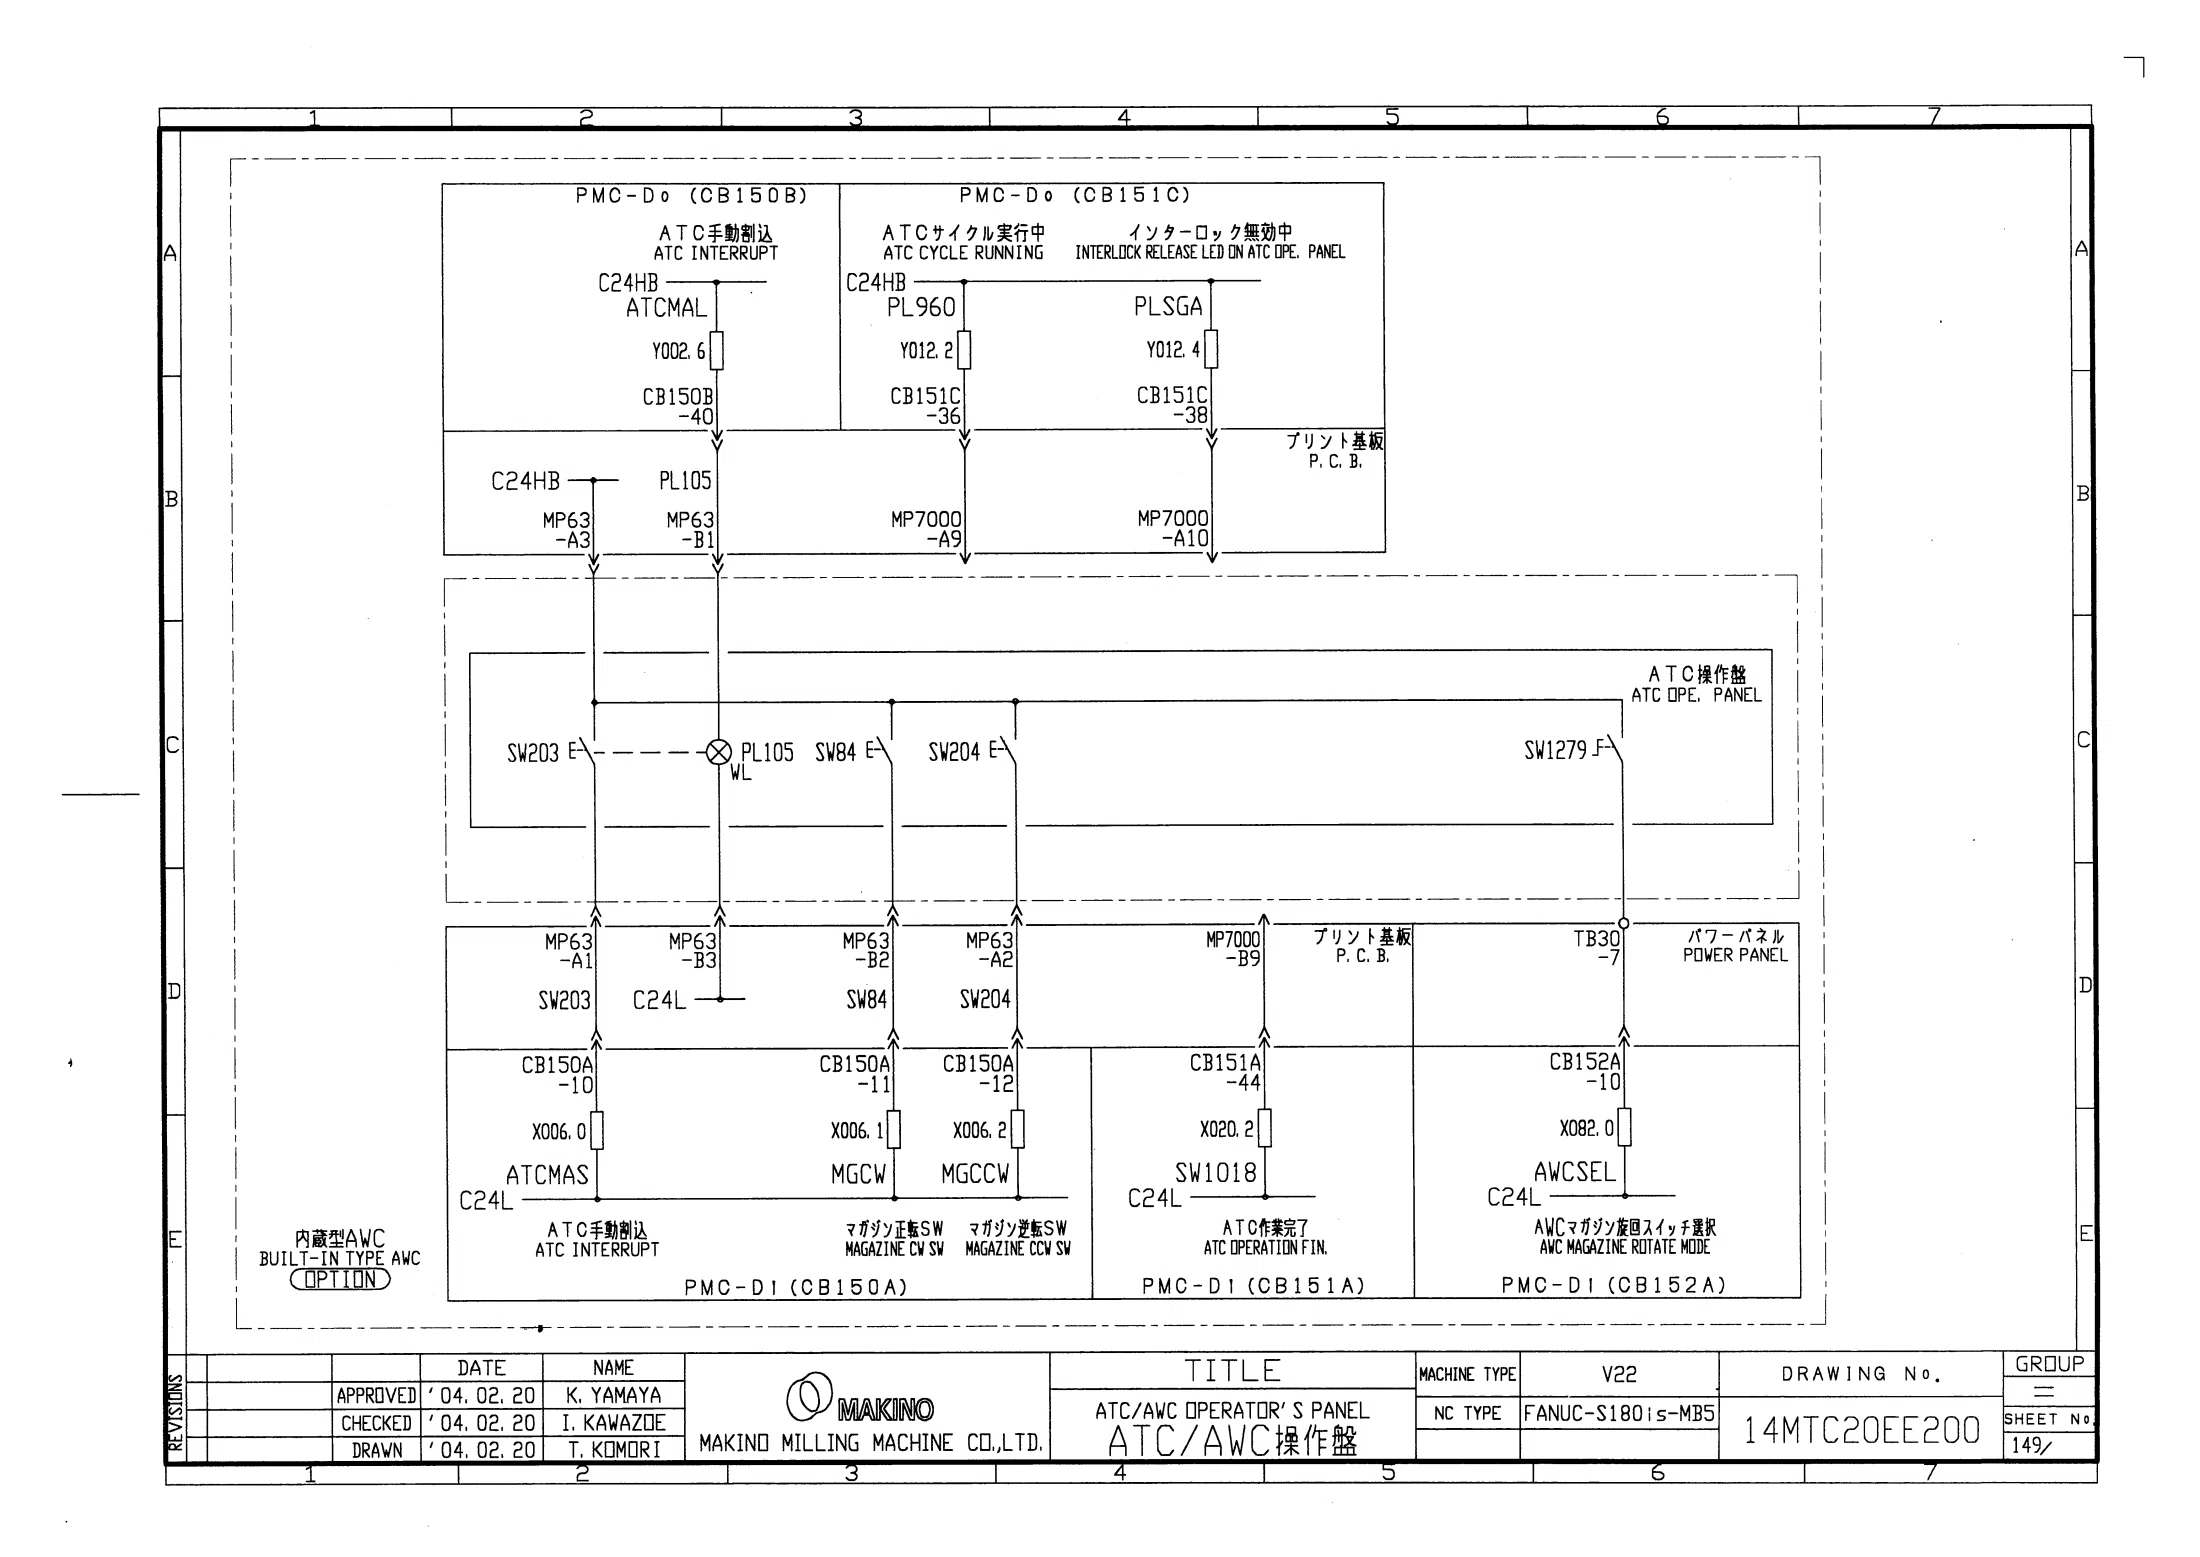 1 2 3 4 5 6 7
A
B
C
D
E
A
B
C
D
E
PMC-Do (CB150B)
PMC-Do (CB151C)
ATC手動割込
ATC INTERRUPT
ATCサイクル実行中
ATC CYCLE RUNNING
インターロック無効中
INTERLOCK RELEASE LED ON ATC OPE. PANEL
C24HB
ATCMAL
Y002.6
CB150B
-40
C24HB
PL960
Y012.2
CB151C
-36
PLSGA
Y012.4
CB151C
-38
プリント基板
P.C.B.
C24HB
MP63
-A3
PL105
MP63
-B1
MP7000
-A9
MP7000
-A10
ATC操作盤
ATC OPE. PANEL
SW203
PL105
WL
SW84
SW204
SW1279
MP63
-A1
SW203
MP63
-B3
C24L
MP63
-B2
SW84
MP63
-A2
SW204
MP7000
-B9
プリント基板
P.C.B.
TB30
-7
パワーパネル
POWER PANEL
CB150A
-10
X006.0
ATCMAS
C24L
CB150A
-11
X006.1
MGCW
CB150A
-12
X006.2
MGCCW
CB151A
-44
X020.2
SW1018
C24L
CB152A
-10
X082.0
AWCSEL
C24L
ATC手動割込
ATC INTERRUPT
マガジン正転SW
MAGAZINE CW SW
マガジン逆転SW
MAGAZINE CCW SW
ATC作業完了
ATC OPERATION FIN.
AWCマガジン旋回スイッチ選択
AWC MAGAZINE ROTATE MODE
PMC-DI (CB150A)
PMC-DI (CB151A)
PMC-DI (CB152A)
内蔵型AWC
BUILT-IN TYPE AWC
OPTION
REVISIONS
DATE NAME
APPROVED '04.02.20 K. YAMAYA
CHECKED '04.02.20 I. KAWAZOE
DRAWN '04.02.20 T. KOMORI
MAKINO
MAKINO MILLING MACHINE CO.,LTD.
TITLE
ATC/AWC OPERATOR'S PANEL
ATC/AWC操作盤
MACHINE TYPE V22
NC TYPE FANUC-S180is-MB5
DRAWING No.
14MTC20EE200
GROUP
=
SHEET No.
149/
1 2 3 4 5 6 7